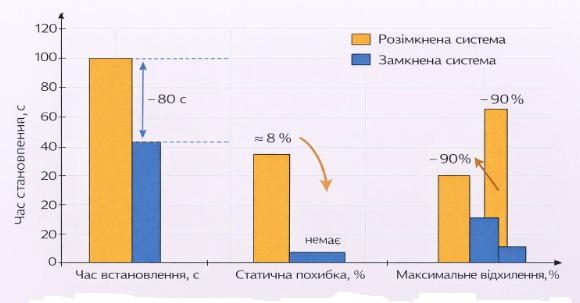 Час становлення, с
120
100
80
60
40
20
20
0
Розімкнена система
Замкнена система
–80 с
≈8 %
немає
–90%
–90%
Час встановлення, с
Статична похибка, %
Максимальне відхилення, %